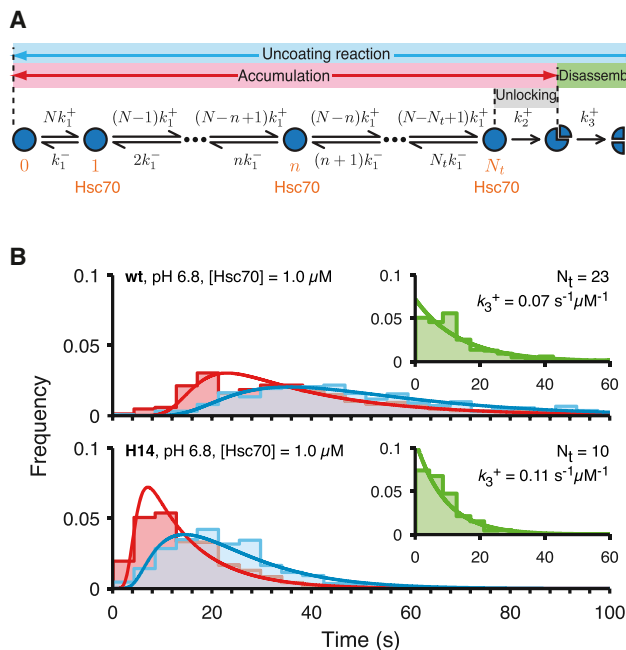 A
Uncoating reaction
Accumulation
Disassemb
Unlocking
Nk₁⁺ (N−1)k₁⁺ (N−n+1)k₁⁺ (N−n)k₁⁺ (N−Nₜ+1)k₁⁺ k₂⁺ k₃⁺
k₁⁻ 2k₁⁻ nk₁⁻ (n+1)k₁⁻ Nₜk₁⁻
0 1 n Nₜ
Hsc70 Hsc70 Hsc70
B
wt, pH 6.8, [Hsc70] = 1.0 µM
Nₜ = 23
k₃⁺ = 0.07 s⁻¹µM⁻¹
0.1
0.05
0
0.1
0.05
0
0 20 40 60
H14, pH 6.8, [Hsc70] = 1.0 µM
Nₜ = 10
k₃⁺ = 0.11 s⁻¹µM⁻¹
0.1
0.05
0
0.1
0.05
0
0 20 40 60
0 20 40 60 80 100
Frequency
Time (s)